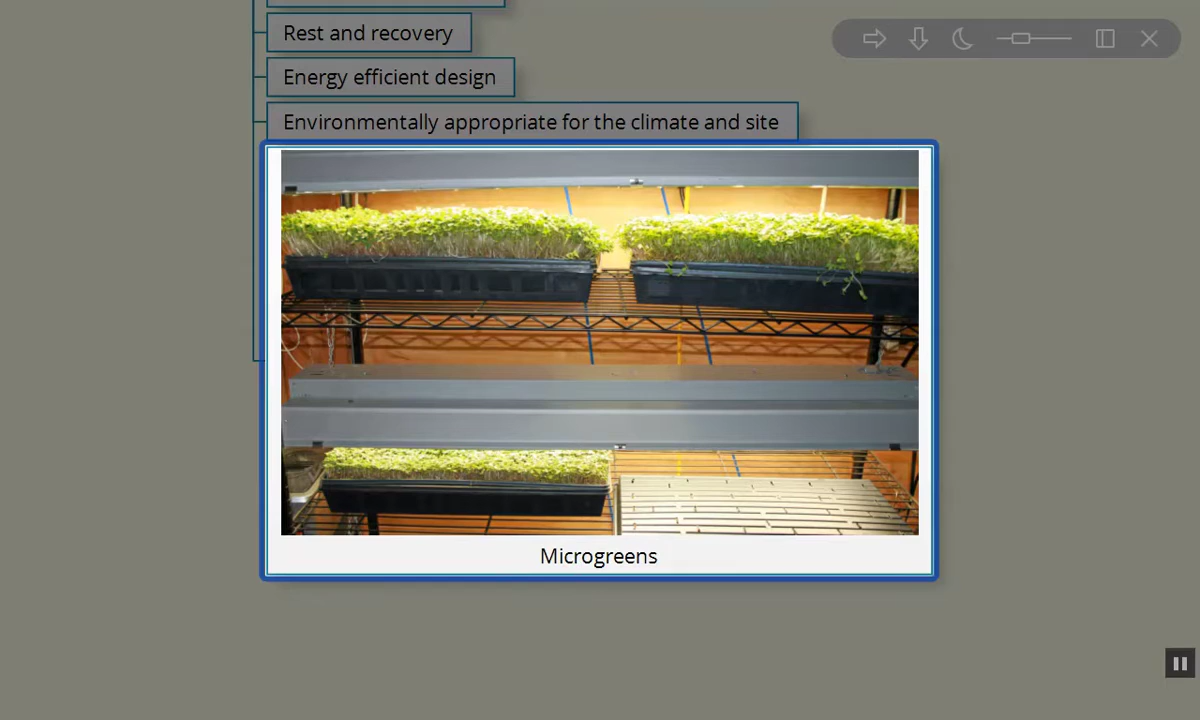 Rest and recovery
Energy efficient design
Environmentally appropriate for the climate and site
Microgreens